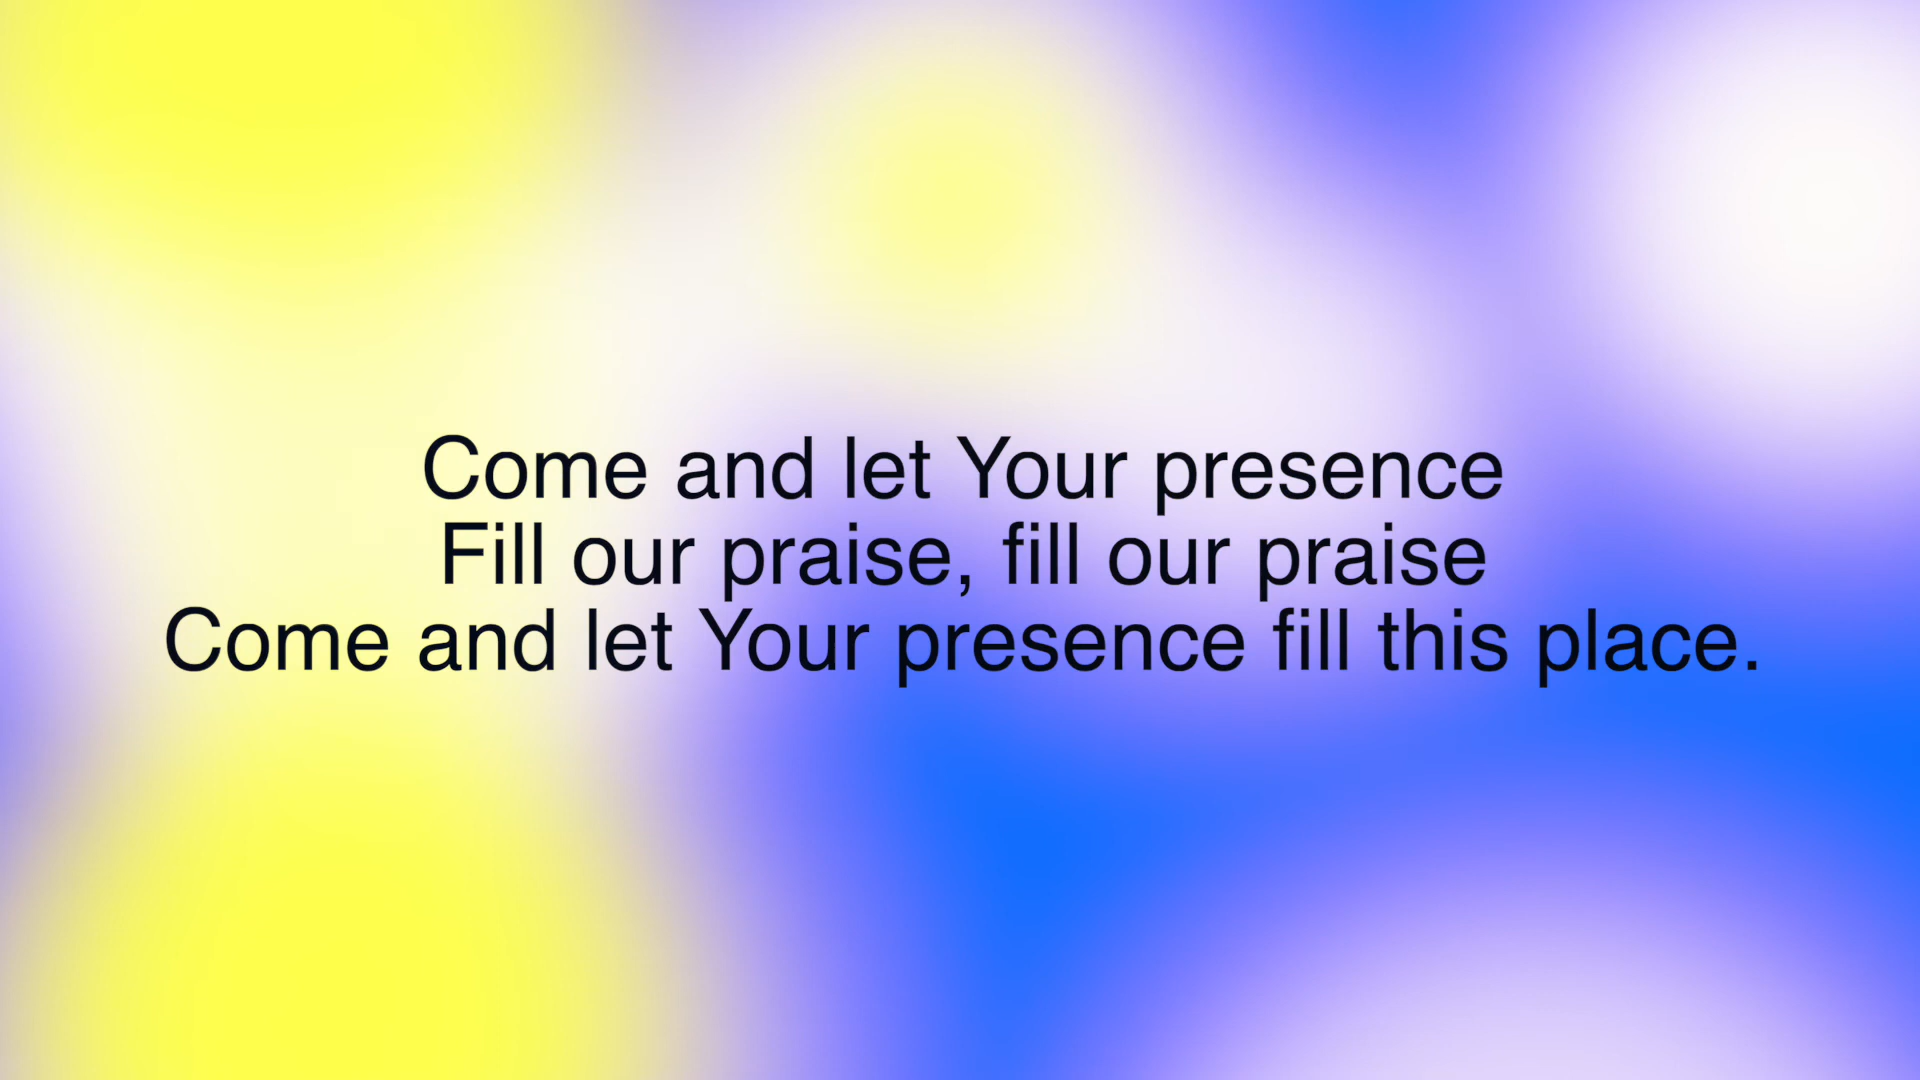 Come and let Your presence
Fill our praise, fill our praise
Come and let Your presence fill this place.